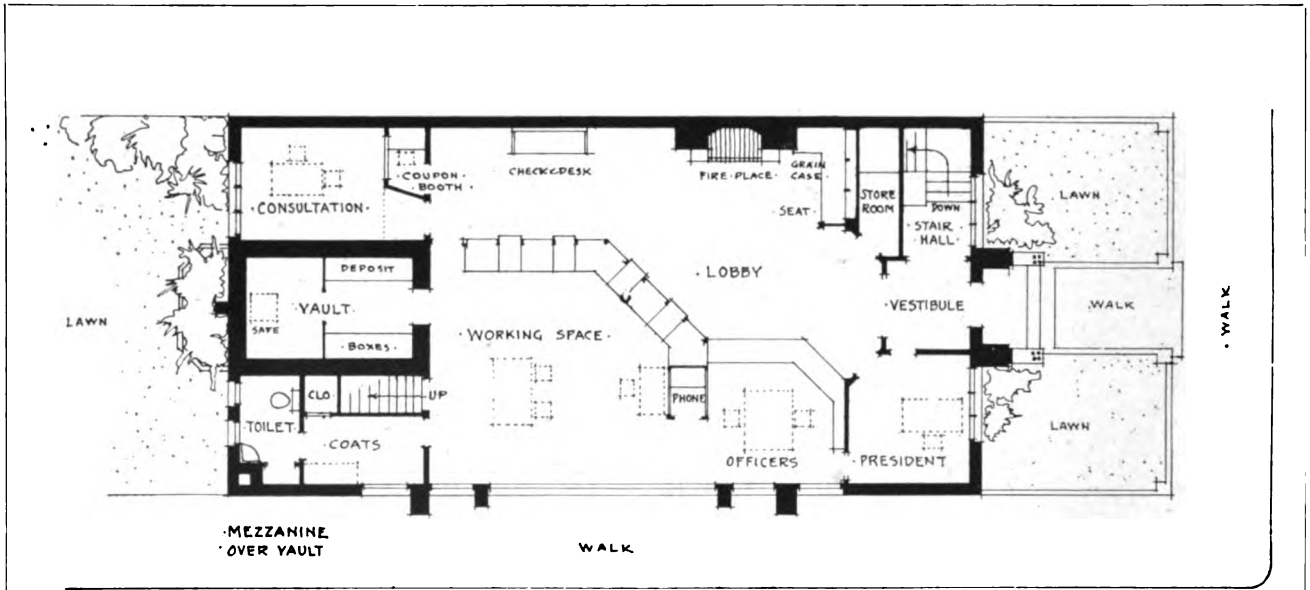 COUPON·
BOOTH·
CHECK DESK
FIRE·PLACE·
GRAIN
CASE
·CONSULTATION·
SEAT·
STORE
ROOM
DOWN
·STAIR
HALL·
LAWN
DEPOSIT
·VAULT·
SAFE
·BOXES·
·LOBBY
·VESTIBULE
·WALK·
·WALK
LAWN
·WORKING SPACE·
CLO.
UP
PHONE
TOILET·
·COATS
OFFICERS
·PRESIDENT
LAWN
·MEZZANINE
·OVER VAULT
WALK